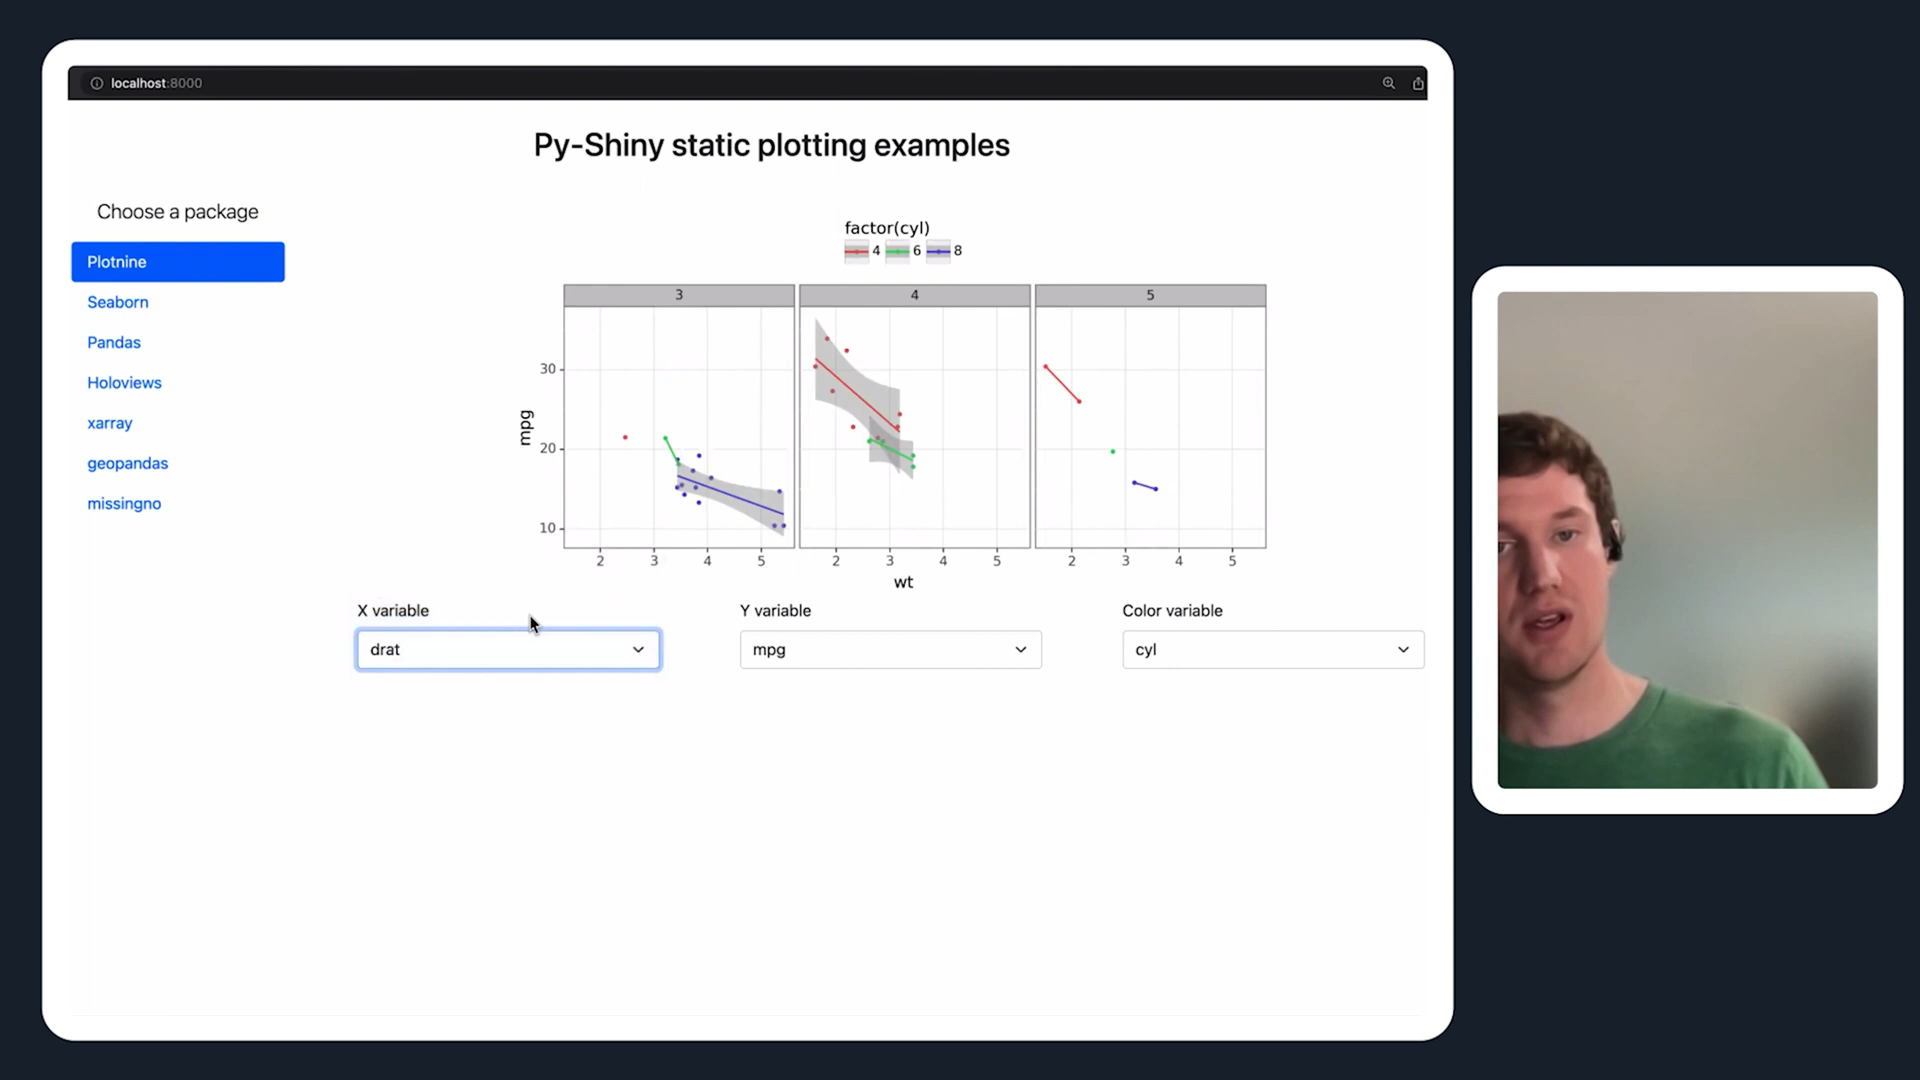 localhost:8000
Py-Shiny static plotting examples
Choose a package
Plotnine
Seaborn
Pandas
Holoviews
xarray
geopandas
missingno
factor(cyl)
4 6 8
3 4 5
30
20
10
mpg
2 3 4 5 2 3 4 5 2 3 4 5
wt
X variable Y variable Color variable
drat mpg cyl